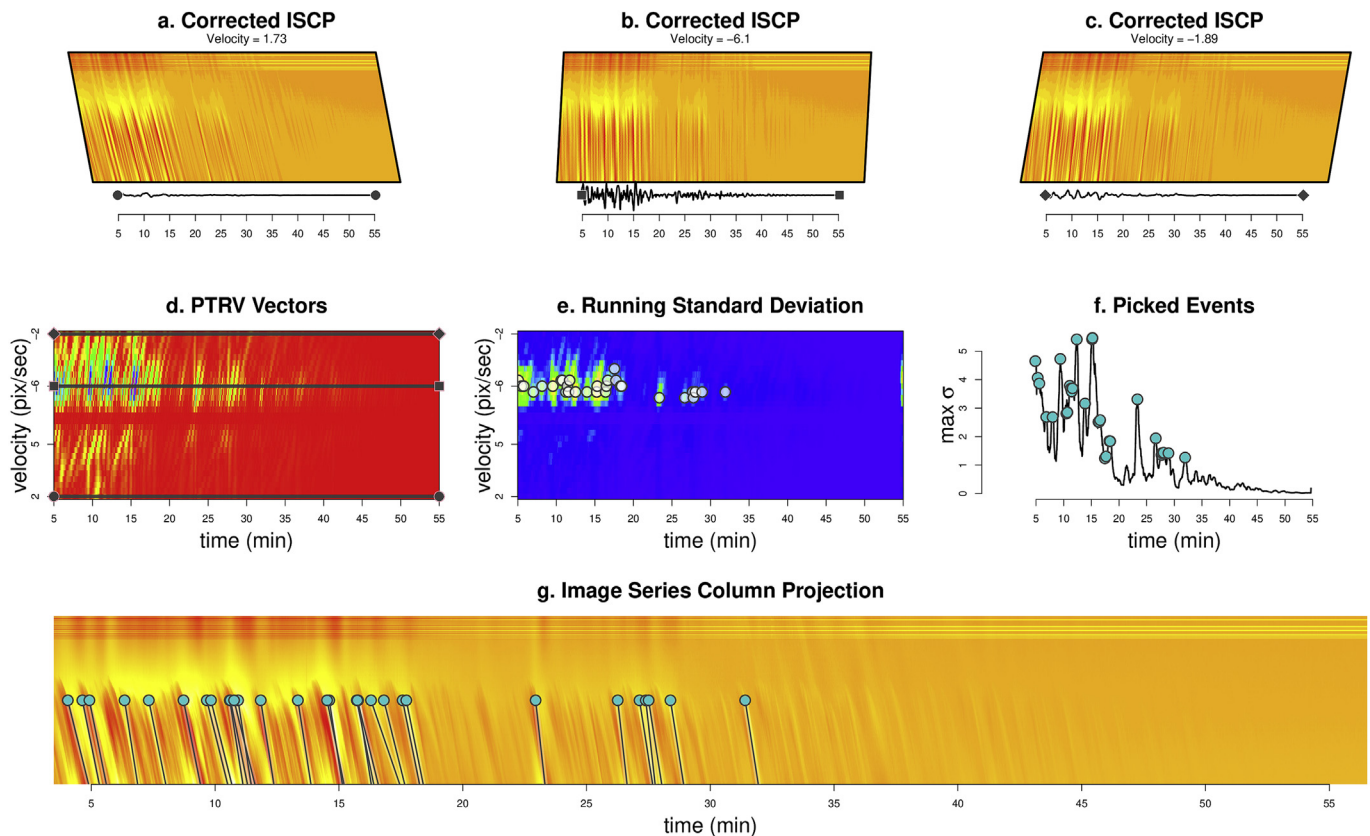 a. Corrected ISCP
Velocity = 1.73
5 10 15 20 25 30 35 40 45 50 55
b. Corrected ISCP
Velocity = −6.1
5 10 15 20 25 30 35 40 45 50 55
c. Corrected ISCP
Velocity = −1.89
5 10 15 20 25 30 35 40 45 50 55
d. PTRV Vectors
velocity (pix/sec)
-2
-6
5
2
5 10 15 20 25 30 35 40 45 50 55
time (min)
e. Running Standard Deviation
velocity (pix/sec)
-2
-6
5
2
5 10 15 20 25 30 35 40 45 50 55
time (min)
f. Picked Events
max σ
5
4
3
2
1
0
5 10 15 20 25 30 35 40 45 50 55
time (min)
g. Image Series Column Projection
5 10 15 20 25 30 35 40 45 50 55
time (min)